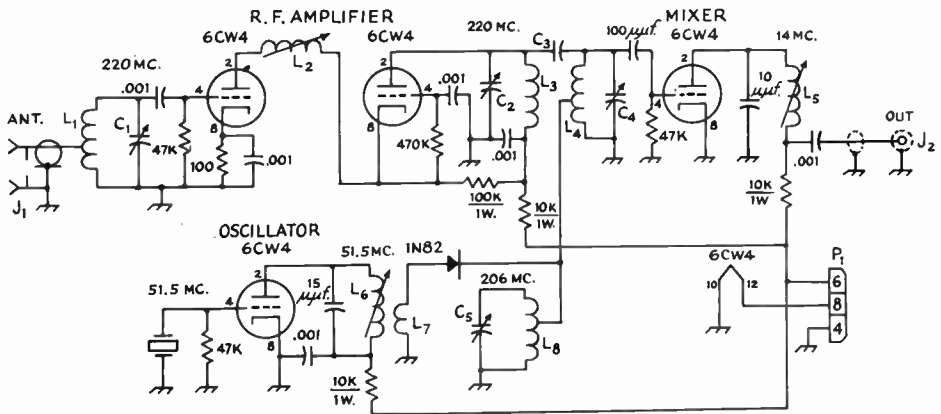 R.F. AMPLIFIER
MIXER
6CW4
6CW4
220 MC.
100 μμf.
6CW4
14 MC.
2
L2
2
C3
2
220 MC.
.001
4
.001
4
C2
L3
L4
C4
4
10 μμf.
L5
ANT.
L1
C1
8
8
8
OUT
J2
47K
100
.001
470K
.001
47K
.001
J1
100K
1W.
10K
1W.
10K
1W.
OSCILLATOR
6CW4
51.5 MC.
1N82
6CW4
P1
2
15 μμf.
L6
206 MC.
10
12
6
51.5 MC.
4
C5
8
L7
L8
4
8
47K
.001
10K
1W.